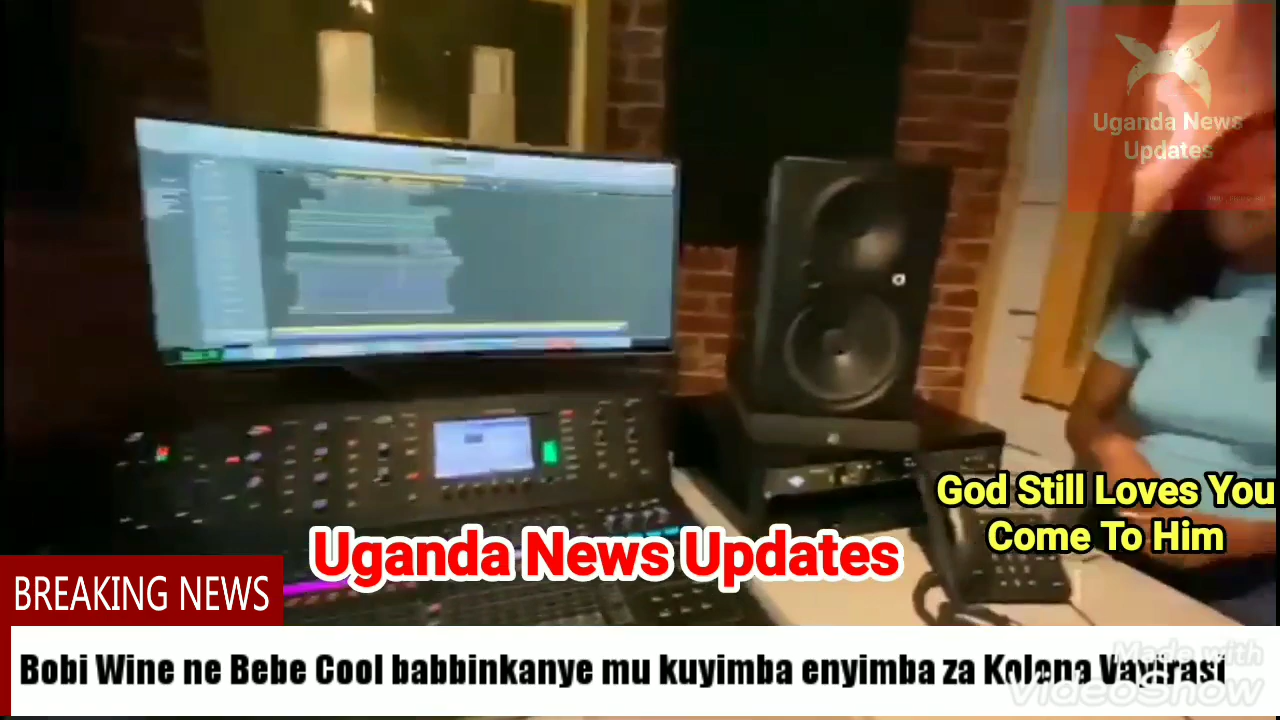 Uganda News
Updates
God Still Loves You
Come To Him
Uganda News Updates
BREAKING NEWS
Bobi Wine ne Bebe Cool babbinkanye mu kuyimba enyimba za Kolona Vayirasi
Made with
VideoShow